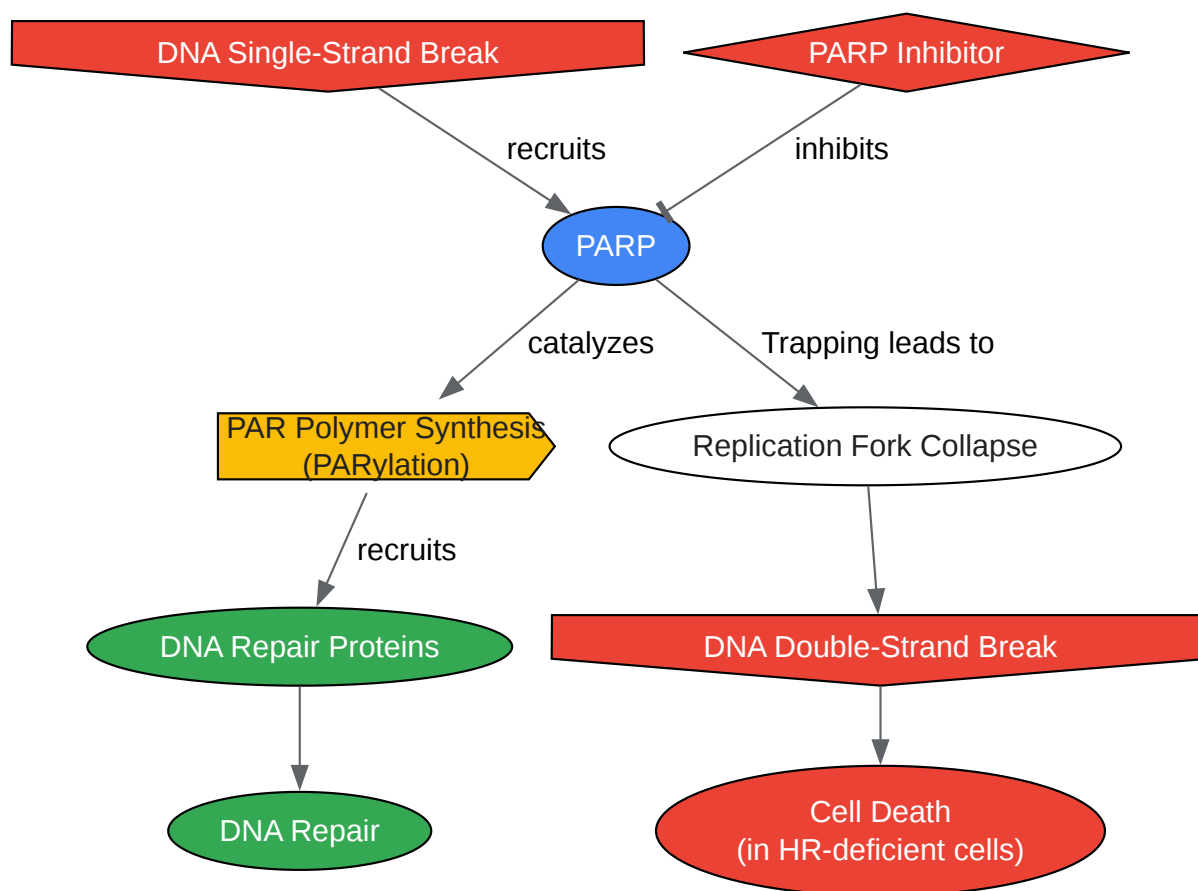 DNA Single-Strand Break
PARP Inhibitor
recruits
inhibits
PARP
catalyzes
Trapping leads to
PAR Polymer Synthesis
(PARylation)
Replication Fork Collapse
recruits
DNA Repair Proteins
DNA Double-Strand Break
DNA Repair
Cell Death
(in HR-deficient cells)